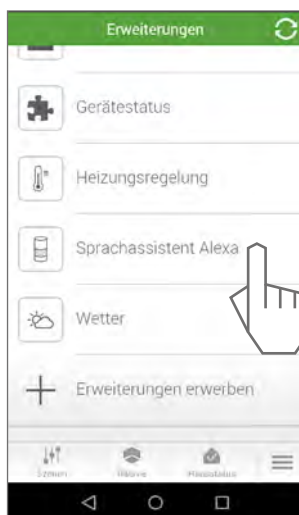 Erweiterungen
Gerätestatus
Heizungsregelung
Sprachassistent Alexa
Wetter
Erweiterungen erwerben